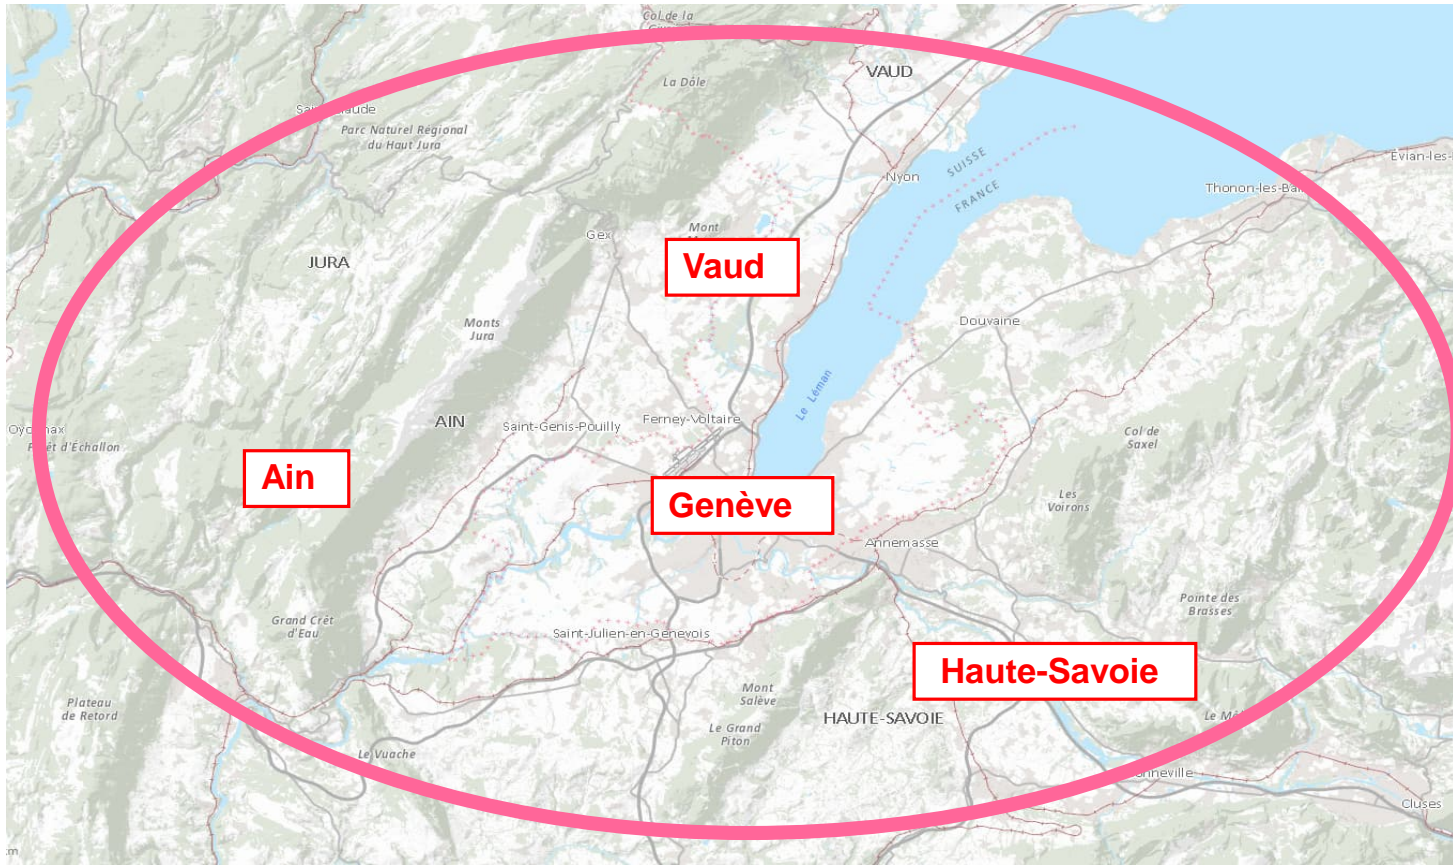 Col de la
VAUD
La Dôle
Parc Naturel Régional
du Haut Jura
SUISSE
FRANCE
Nyon
Thonon-les-Bai
Évian-les-
Gex
Mont
Vaud
JURA
Monts
Jura
Douvaine
Le Léman
AIN
Saint-Genis-Pouilly
Ferney-Voltaire
Col de
Saxel
Ain
Genève
Les
Voirons
Annemasse
Pointe des
Brasses
Grand Crêt
d'Eau
Saint-Julien-en-Genevois
Haute-Savoie
Plateau
de Retord
Mont
Salève
Le Grand
Piton
HAUTE-SAVOIE
Le Vuache
Cluses